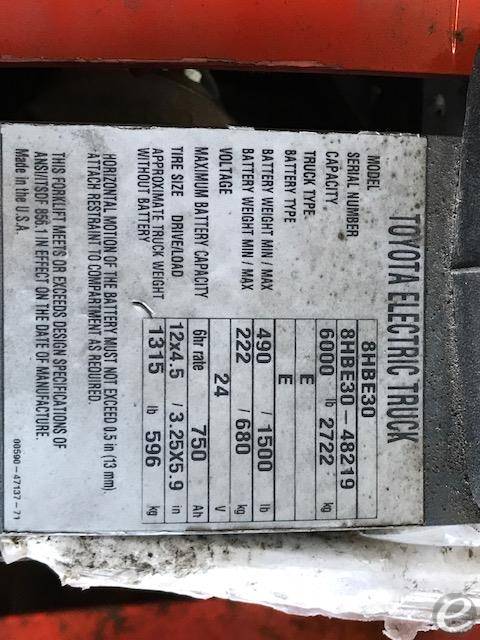 TOYOTA ELECTRIC TRUCK
MODEL 8HBE30
SERIAL NUMBER 8HBE30-48219
CAPACITY 6000 lb 2722 kg
TRUCK TYPE E
BATTERY TYPE E
BATTERY WEIGHT MIN / MAX 490 / 1500 lb
BATTERY WEIGHT MIN / MAX 222 / 680 kg
VOLTAGE 24 V
MAXIMUM BATTERY CAPACITY 6hr rate 750 Ah
TIRE SIZE DRIVE/LOAD 12x4.5 / 3.25X5.9 in
APPROXIMATE TRUCK WEIGHT
WITHOUT BATTERY 1315 lb 596 kg
HORIZONTAL MOTION OF THE BATTERY MUST NOT EXCEED 0.5 in (13 mm).
ATTACH RESTRAINT TO COMPARTMENT AS REQUIRED.
THIS FORKLIFT MEETS OR EXCEEDS DESIGN SPECIFICATIONS OF
ANSI/ITSDF B56.1 IN EFFECT ON THE DATE OF MANUFACTURE.
Made in the U.S.A.
00590-47137-71
e